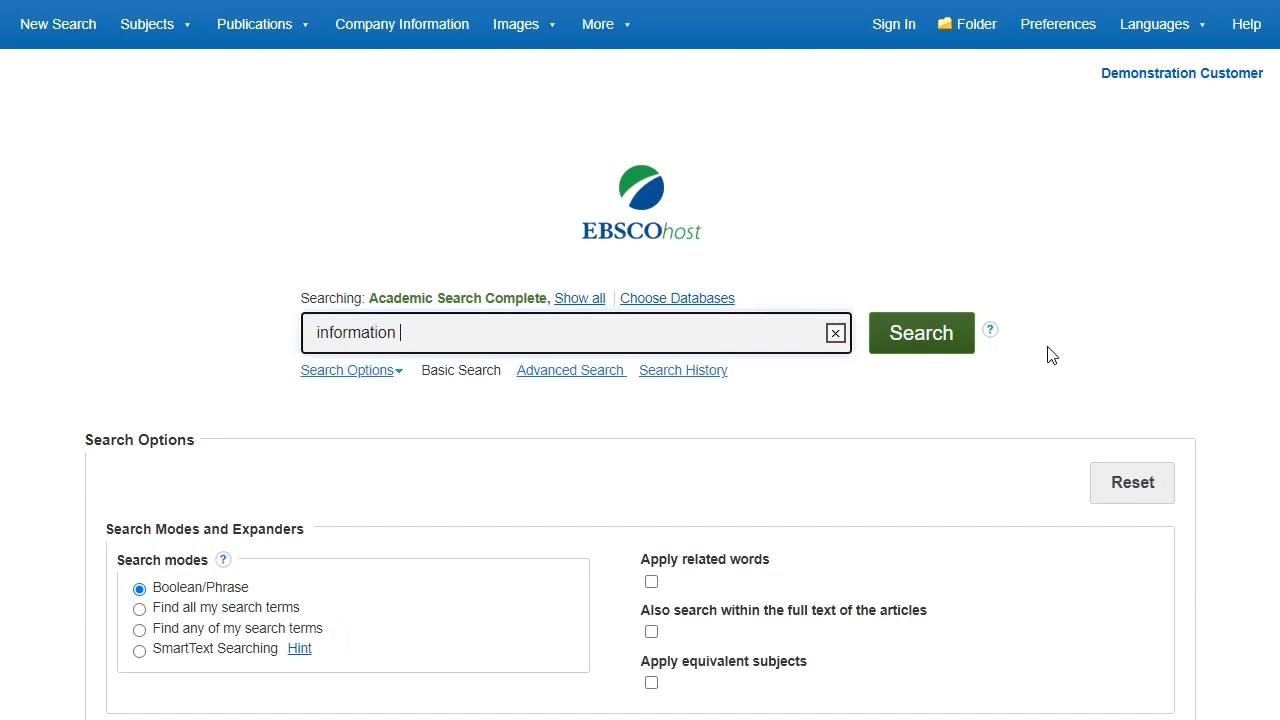 New Search Subjects Publications Company Information Images More Sign In Folder Preferences Languages Help
Demonstration Customer
EBSCOhost
Searching: Academic Search Complete, Show all Choose Databases
information
Search
?
Search Options Basic Search Advanced Search Search History
Search Options
Reset
Search Modes and Expanders
Search modes ?
Boolean/Phrase
Find all my search terms
Find any of my search terms
SmartText Searching Hint
Apply related words
Also search within the full text of the articles
Apply equivalent subjects